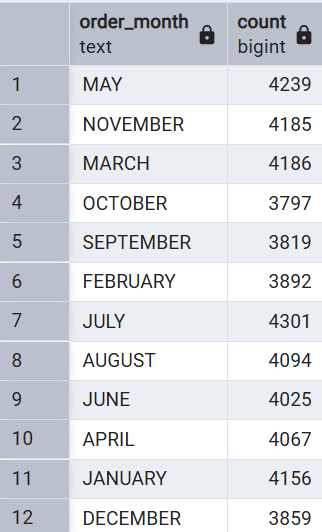 order_month count
text bigint
1 MAY 4239
2 NOVEMBER 4185
3 MARCH 4186
4 OCTOBER 3797
5 SEPTEMBER 3819
6 FEBRUARY 3892
7 JULY 4301
8 AUGUST 4094
9 JUNE 4025
10 APRIL 4067
11 JANUARY 4156
12 DECEMBER 3859